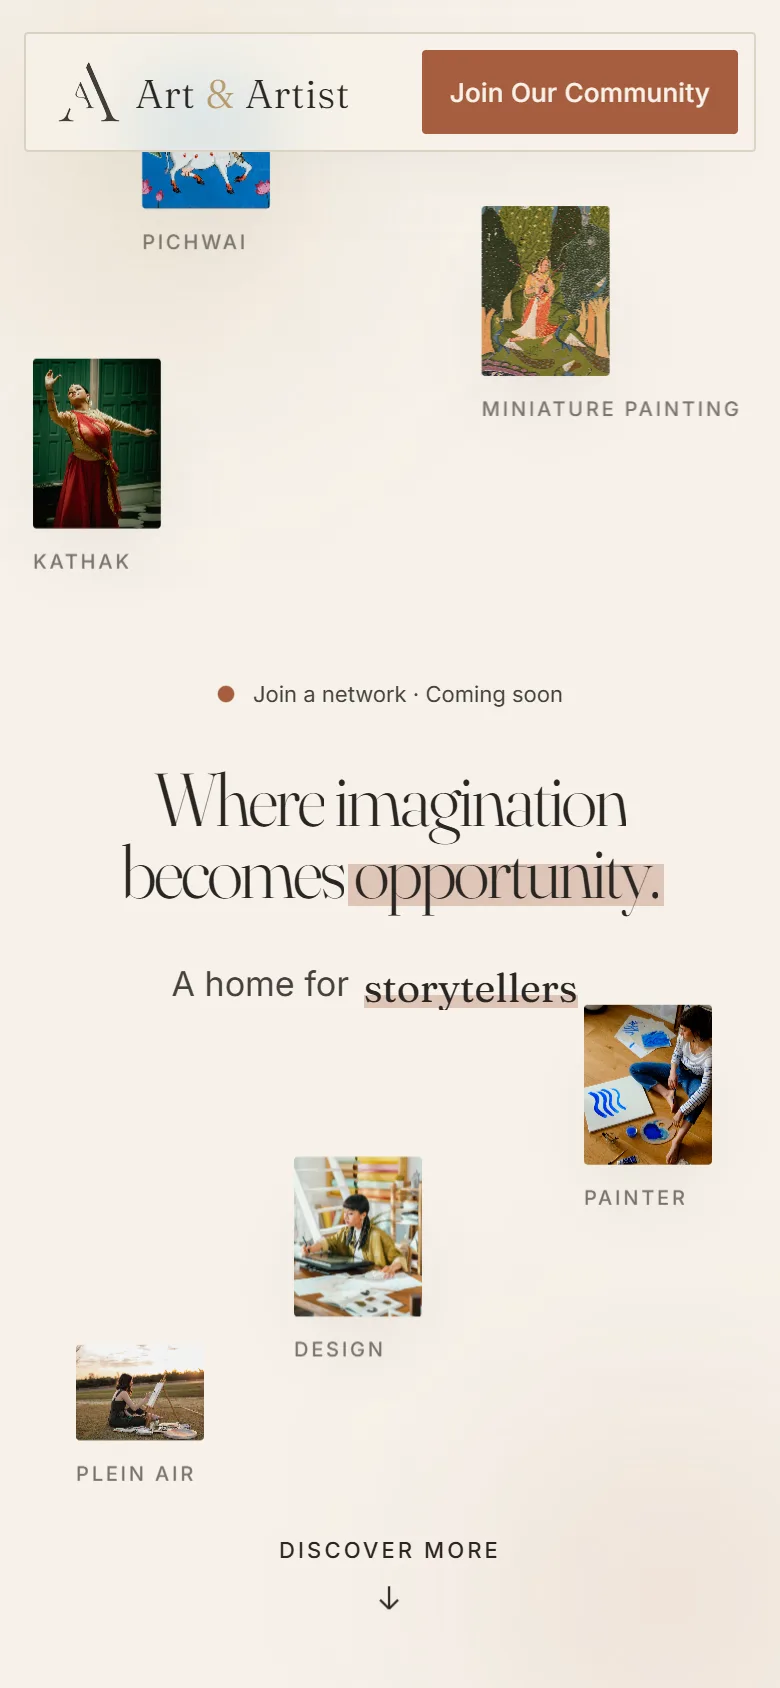 Art & Artist
Join Our Community
PICHWAI
MINIATURE PAINTING
KATHAK
Join a network · Coming soon
Where imagination
becomes opportunity.
A home for storytellers
PAINTER
DESIGN
PLEIN AIR
DISCOVER MORE